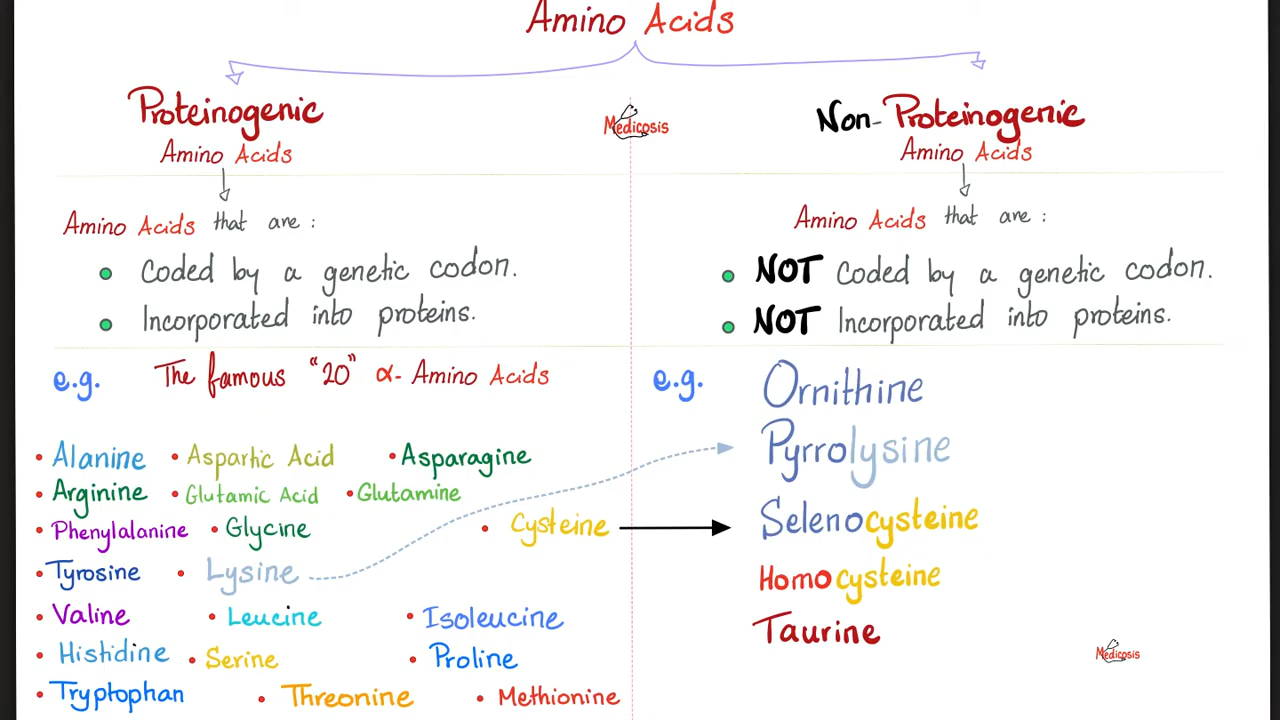 Amino Acids
Proteinogenic
Amino Acids
Medicosis
Non-Proteinogenic
Amino Acids
Amino Acids that are :
Coded by a genetic codon.
Incorporated into proteins.
Amino Acids that are :
NOT Coded by a genetic codon.
NOT Incorporated into proteins.
e.g. The famous "20" α- Amino Acids
• Alanine • Aspartic Acid • Asparagine
• Arginine • Glutamic Acid • Glutamine
• Phenylalanine • Glycine • Cysteine
• Tyrosine • Lysine
• Valine • Leucine • Isoleucine
• Histidine • Serine • Proline
• Tryptophan • Threonine • Methionine
e.g. Ornithine
Pyrrolysine
Selenocysteine
Homocysteine
Taurine
Medicosis